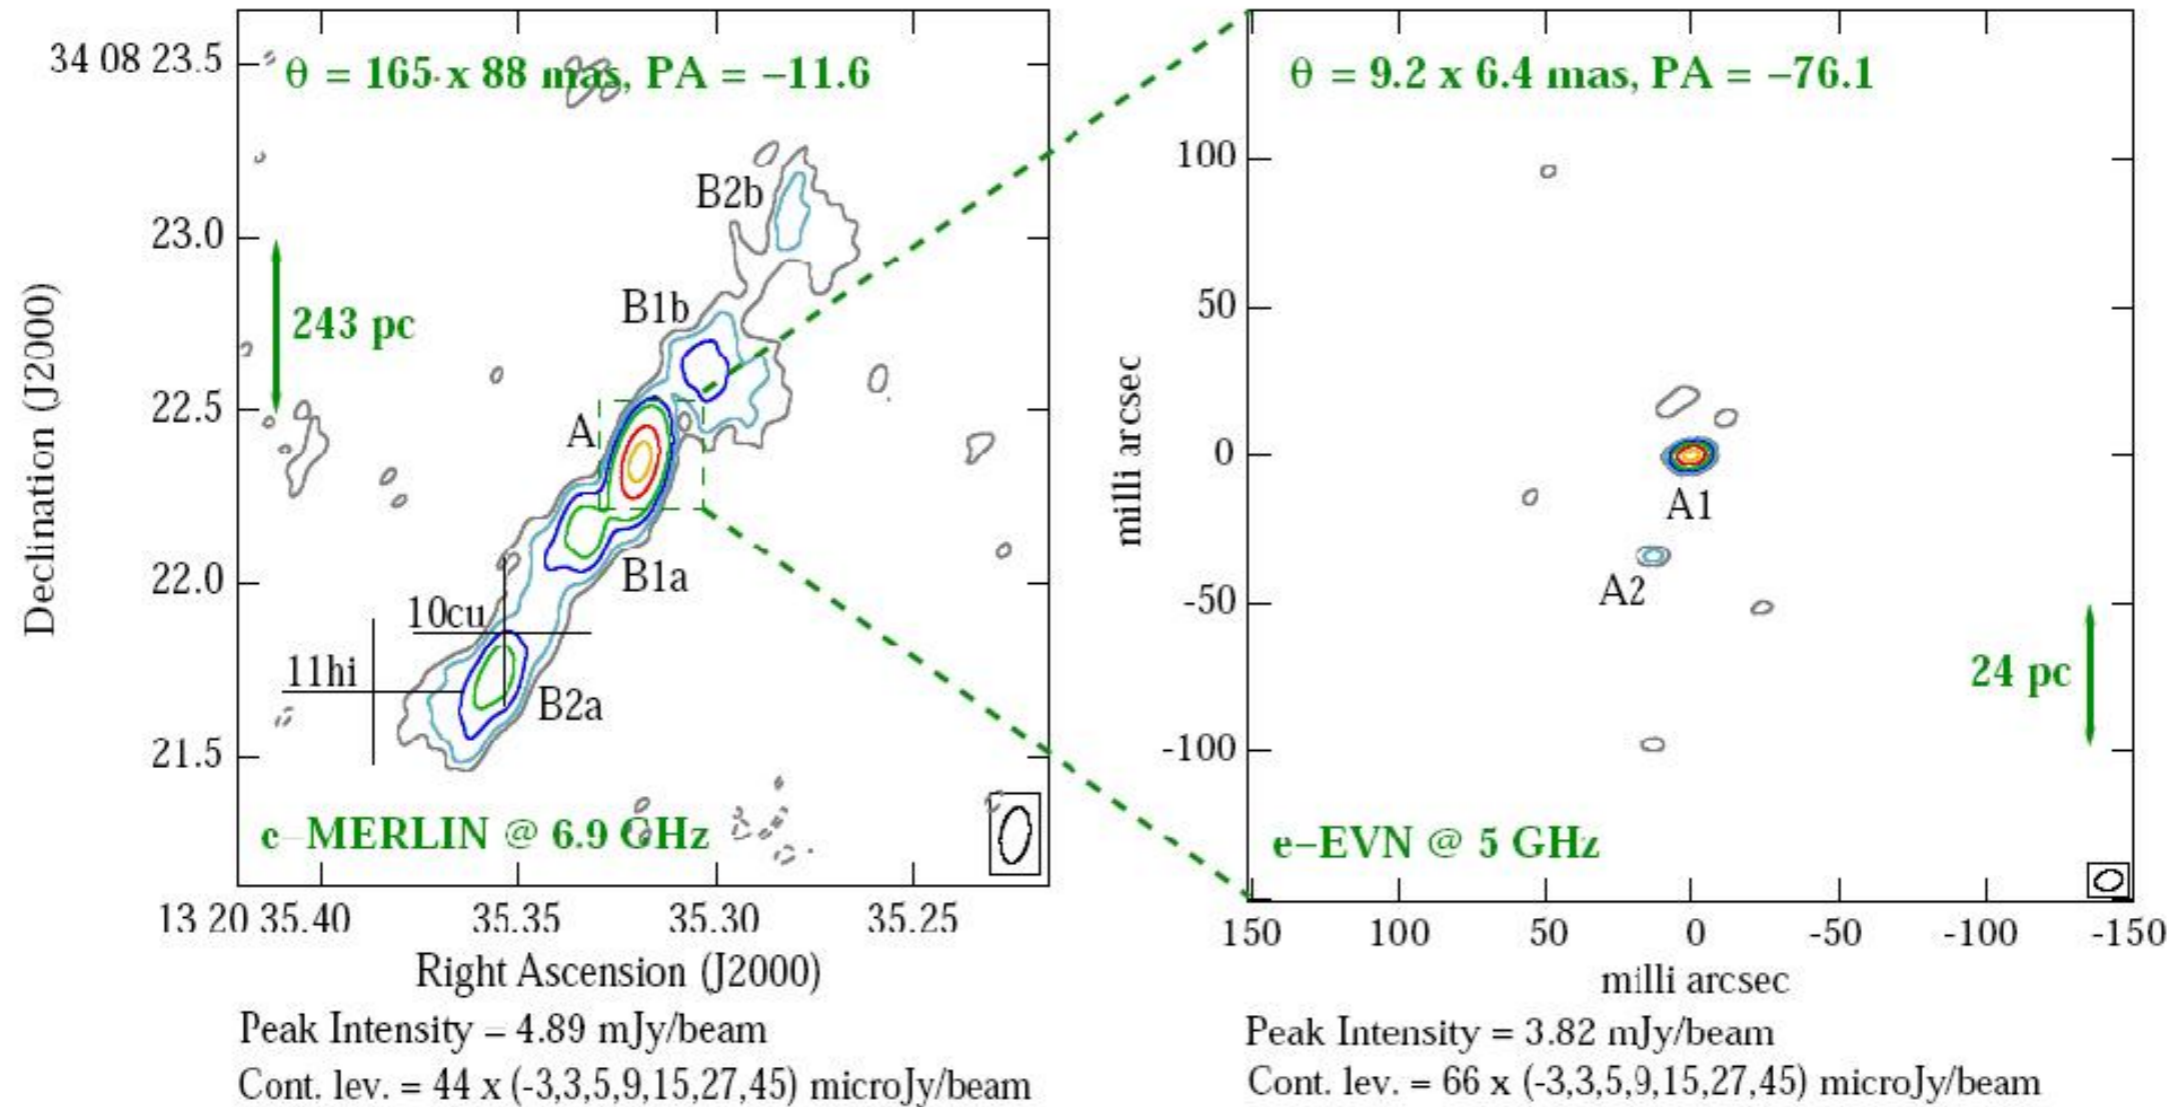 θ = 165 x 88 mas, PA = −11.6
34 08 23.5
23.0
22.5
22.0
21.5
Declination (J2000)
243 pc
B2b
B1b
A
B1a
10cu
11hi
B2a
e−MERLIN @ 6.9 GHz
13 20 35.40
35.35
35.30
35.25
Right Ascension (J2000)
Peak Intensity = 4.89 mJy/beam
Cont. lev. = 44 x (-3,3,5,9,15,27,45) microJy/beam
θ = 9.2 x 6.4 mas, PA = −76.1
100
50
0
-50
-100
milli arcsec
A1
A2
24 pc
e−EVN @ 5 GHz
150
100
50
0
-50
-100
-150
milli arcsec
Peak Intensity = 3.82 mJy/beam
Cont. lev. = 66 x (-3,3,5,9,15,27,45) microJy/beam